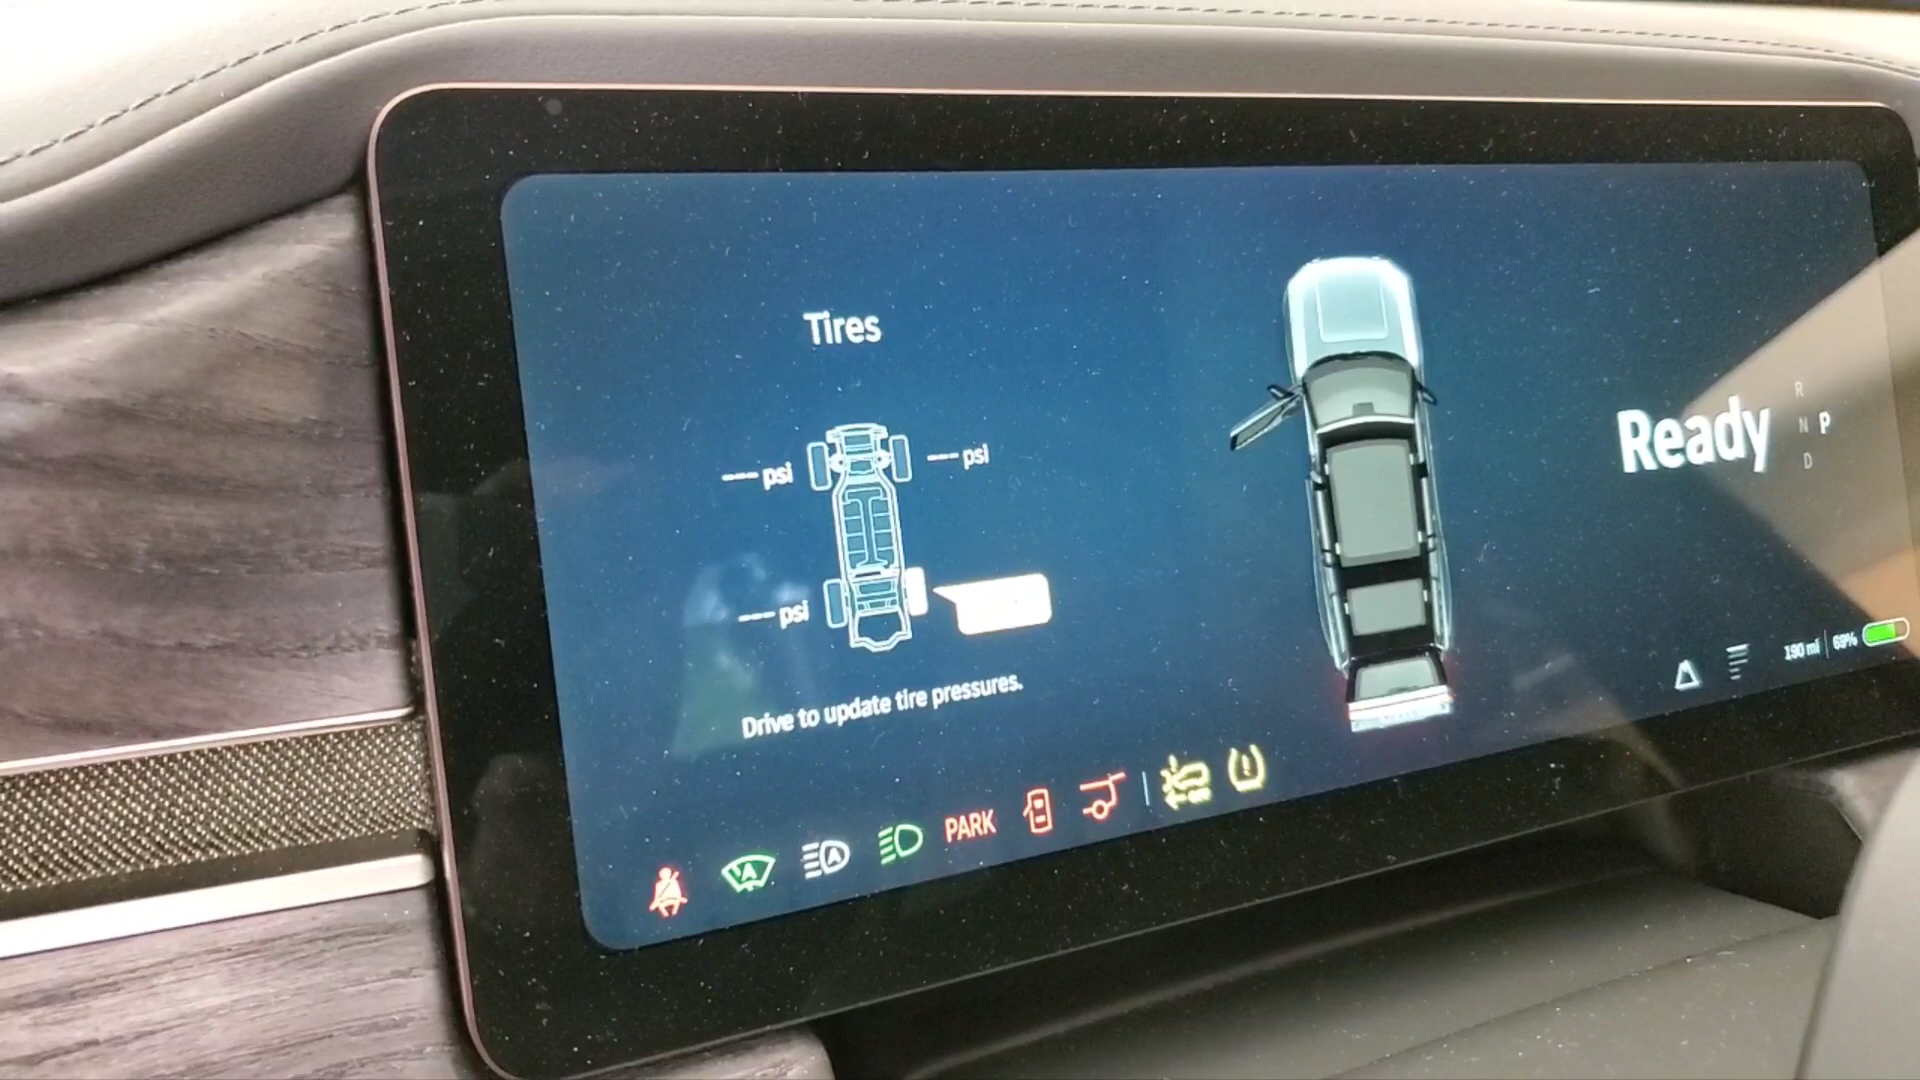 Tires
--- psi
--- psi
--- psi
Drive to update tire pressures.
Ready
R
N P
D
190 mi 69%
A
A
PARK